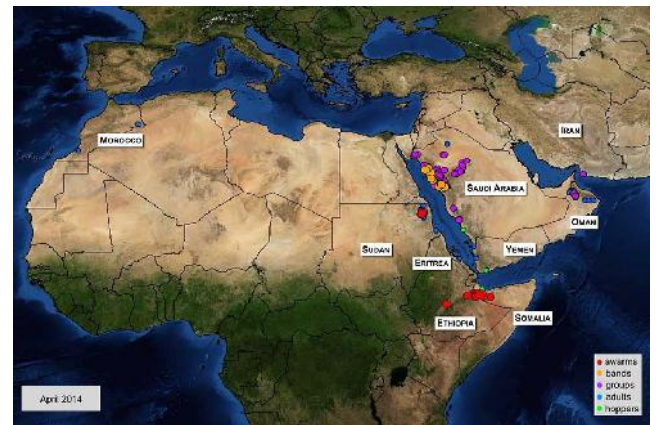 MOROCCO
IRAN
SAUDI ARABIA
OMAN
SUDAN
ERITREA
YEMEN
ETHIOPIA
SOMALIA
swarms
bands
groups
adults
hoppers
April 2014